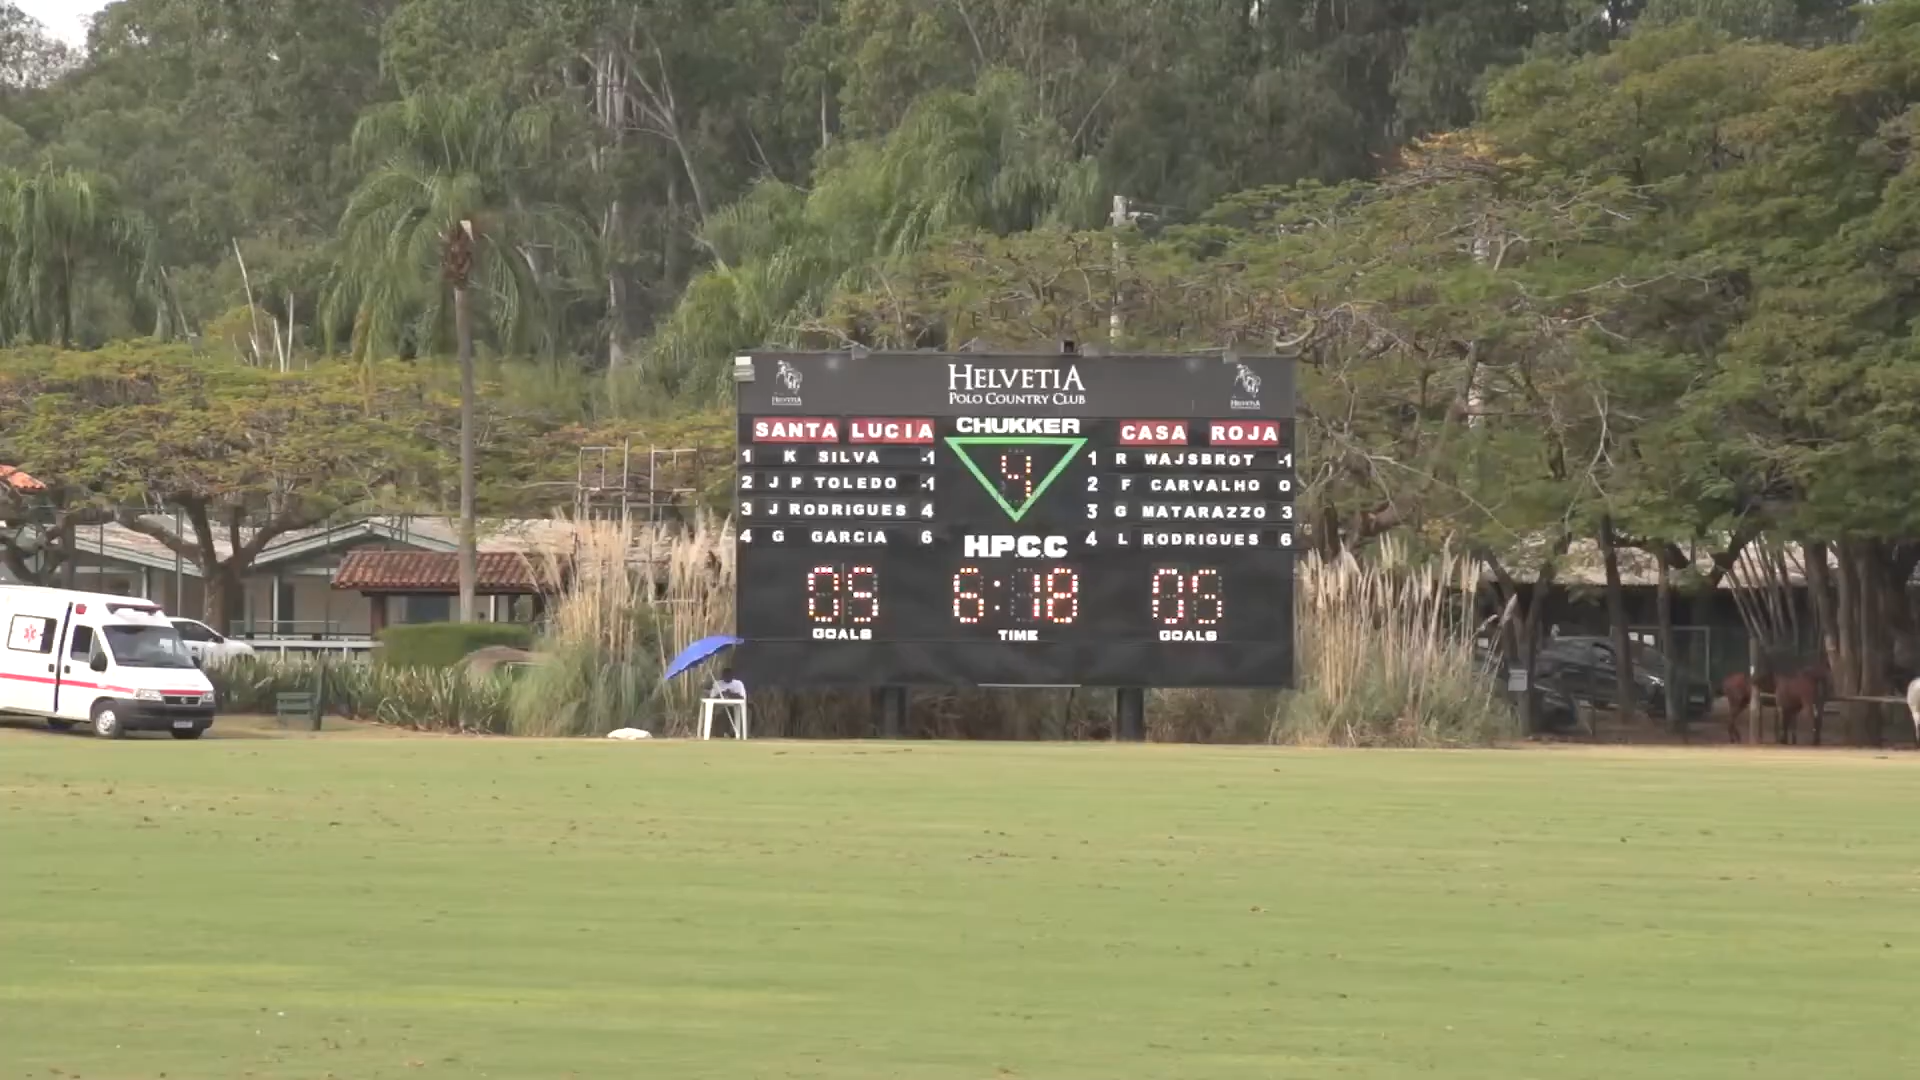 HELVETIA
POLO COUNTRY CLUB
HELVETIA
HELVETIA
SANTA LUCIA
1 K SILVA -1
2 J P TOLEDO -1
3 J RODRIGUES 4
4 G GARCIA 6
05
GOALS
CHUKKER
4
HPCC
6:18
TIME
CASA ROJA
1 R WAJSBROT -1
2 F CARVALHO 0
3 G MATARAZZO 3
4 L RODRIGUES 6
05
GOALS